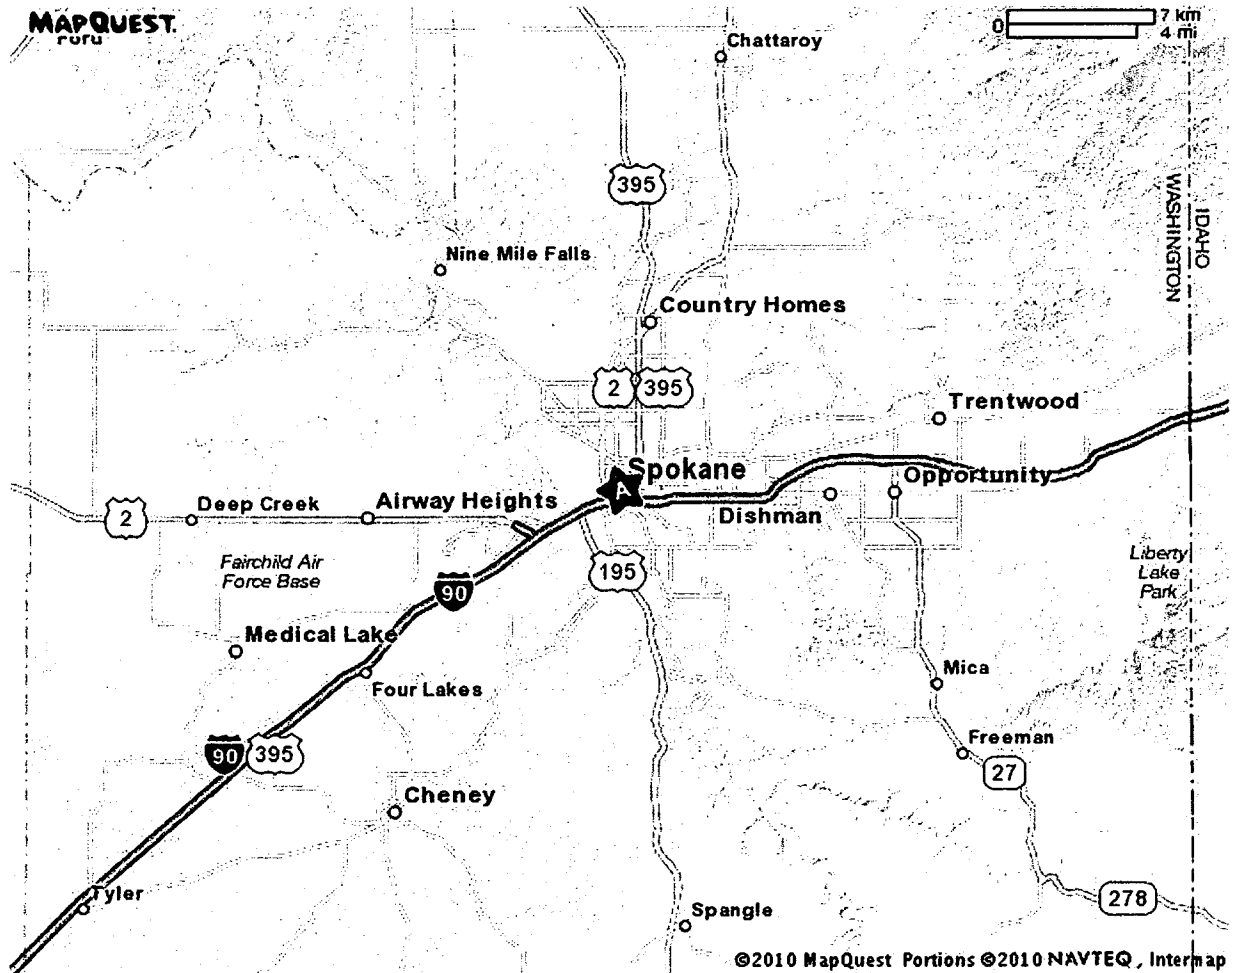 MAPQUEST.
Ford
0
7 km
4 mi
Chattaroy
395
WASHINGTON
IDAHO
Nine Mile Falls
Country Homes
2
395
Trentwood
Spokane
A
Opportunity
Deep Creek
Airway Heights
2
Dishman
Fairchild Air
Force Base
90
195
Liberty
Lake
Park
Medical Lake
Four Lakes
Mica
90
395
Freeman
27
Cheney
Tyler
278
Spangle
©2010 MapQuest Portions ©2010 NAVTEQ, Intermap